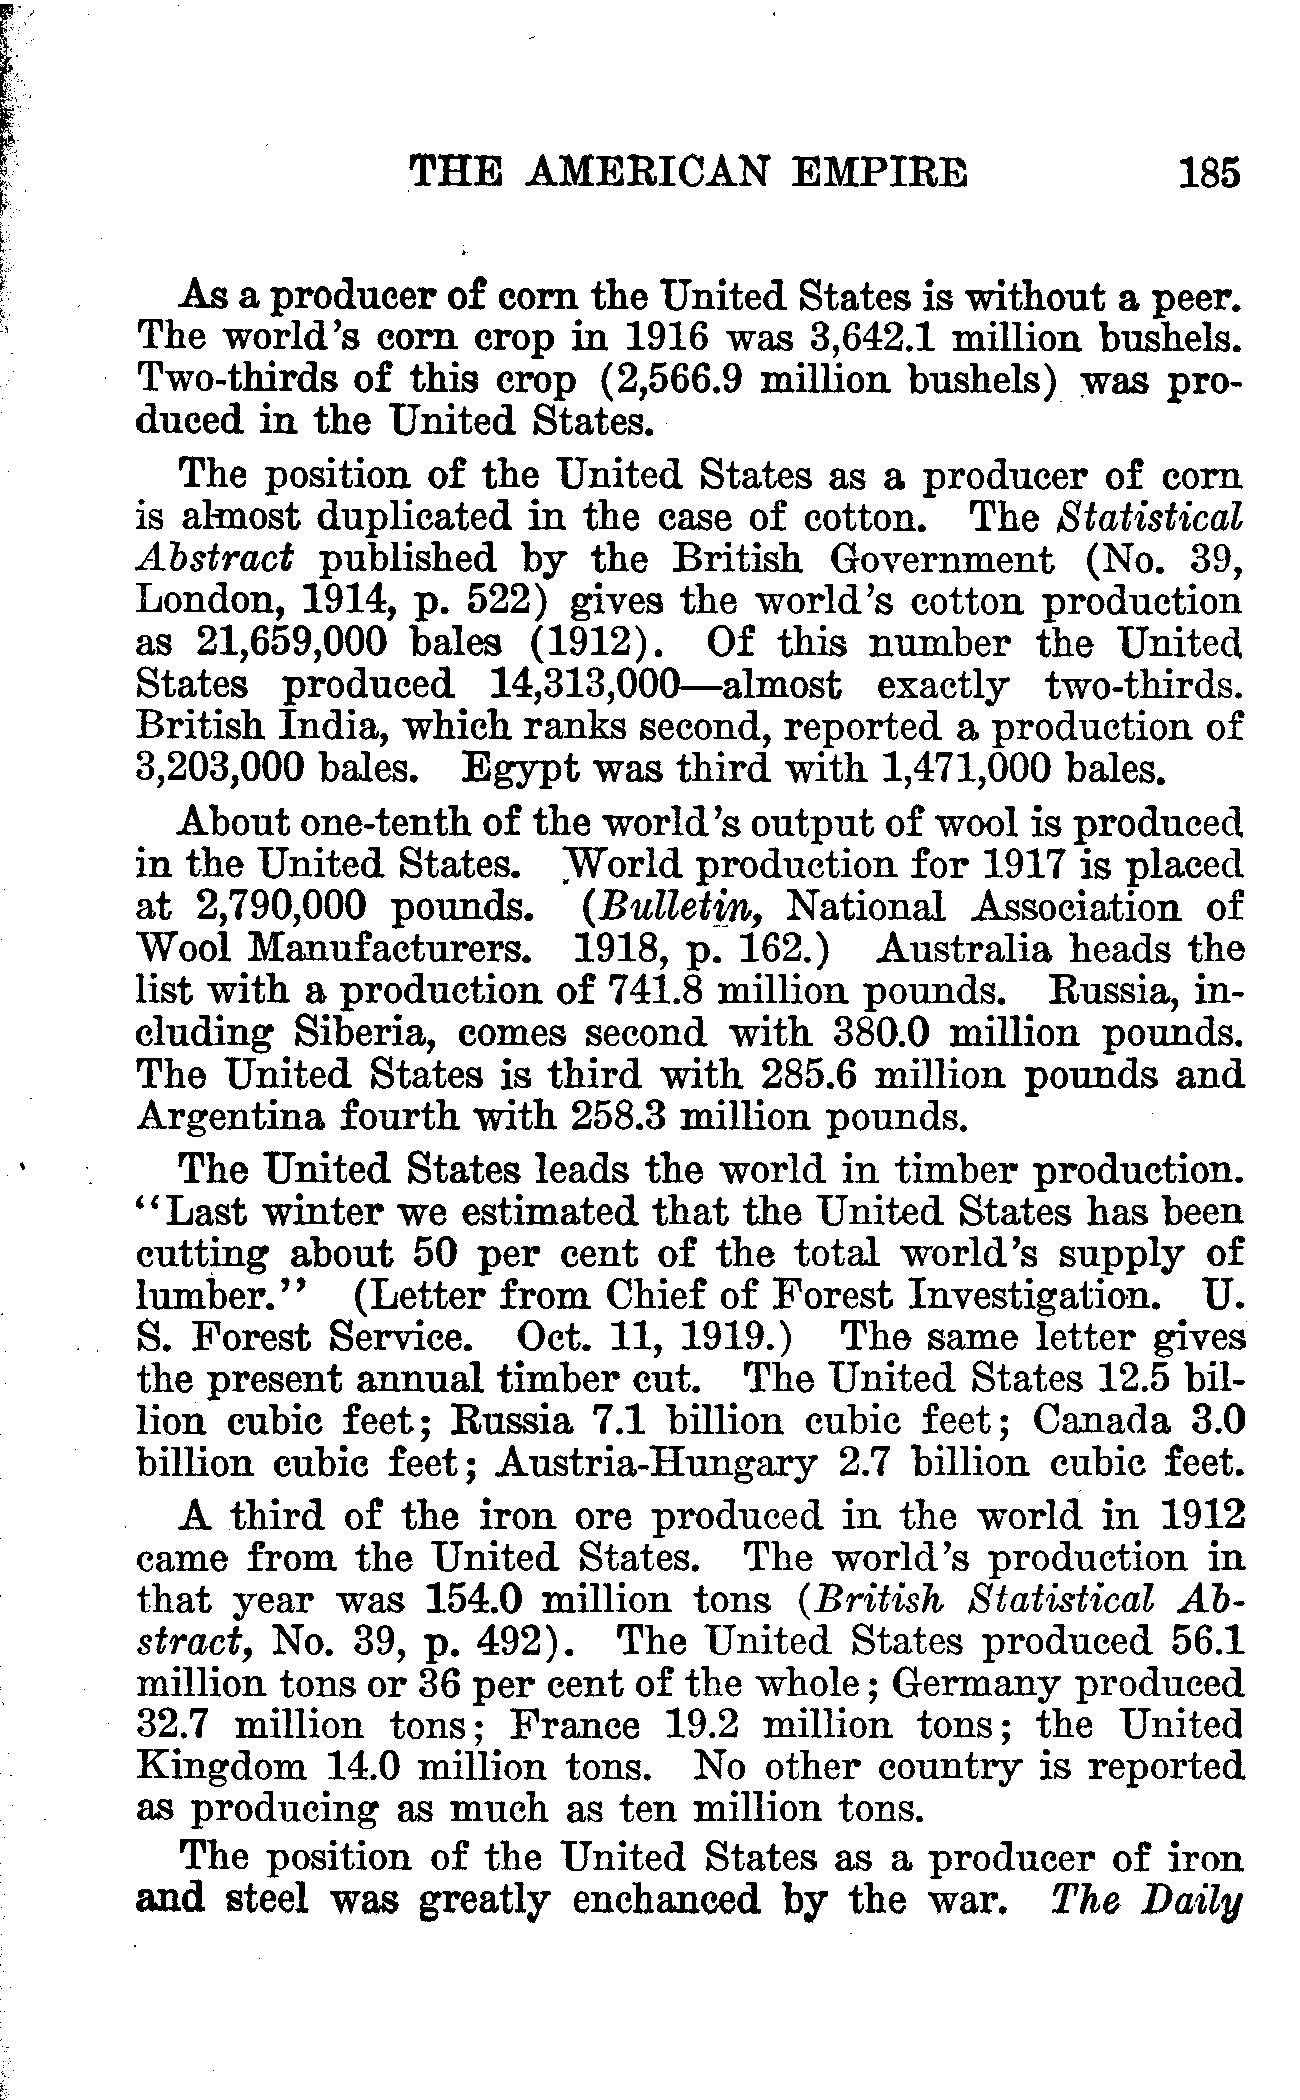 THE AMERICAN EMPIRE 185
As a producer of corn the United States is without a peer.
The world's corn crop in 1916 was 3,642.1 million bushels.
Two-thirds of this crop (2,566.9 million bushels) was pro-
duced in the United States.
The position of the United States as a producer of corn
is almost duplicated in the case of cotton. The Statistical
Abstract published by the British Government (No. 39,
London, 1914, p. 522) gives the world's cotton production
as 21,659,000 bales (1912). Of this number the United
States produced 14,313,000—almost exactly two-thirds.
British India, which ranks second, reported a production of
3,203,000 bales. Egypt was third with 1,471,000 bales.
About one-tenth of the world's output of wool is produced
in the United States. World production for 1917 is placed
at 2,790,000 pounds. (Bulletin, National Association of
Wool Manufacturers. 1918, p. 162.) Australia heads the
list with a production of 741.8 million pounds. Russia, in-
cluding Siberia, comes second with 380.0 million pounds.
The United States is third with 285.6 million pounds and
Argentina fourth with 258.3 million pounds.
The United States leads the world in timber production.
"Last winter we estimated that the United States has been
cutting about 50 per cent of the total world's supply of
lumber." (Letter from Chief of Forest Investigation. U.
S. Forest Service. Oct. 11, 1919.) The same letter gives
the present annual timber cut. The United States 12.5 bil-
lion cubic feet; Russia 7.1 billion cubic feet; Canada 3.0
billion cubic feet; Austria-Hungary 2.7 billion cubic feet.
A third of the iron ore produced in the world in 1912
came from the United States. The world's production in
that year was 154.0 million tons (British Statistical Ab-
stract, No. 39, p. 492). The United States produced 56.1
million tons or 36 per cent of the whole; Germany produced
32.7 million tons; France 19.2 million tons; the United
Kingdom 14.0 million tons. No other country is reported
as producing as much as ten million tons.
The position of the United States as a producer of iron
and steel was greatly enchanced by the war. The Daily